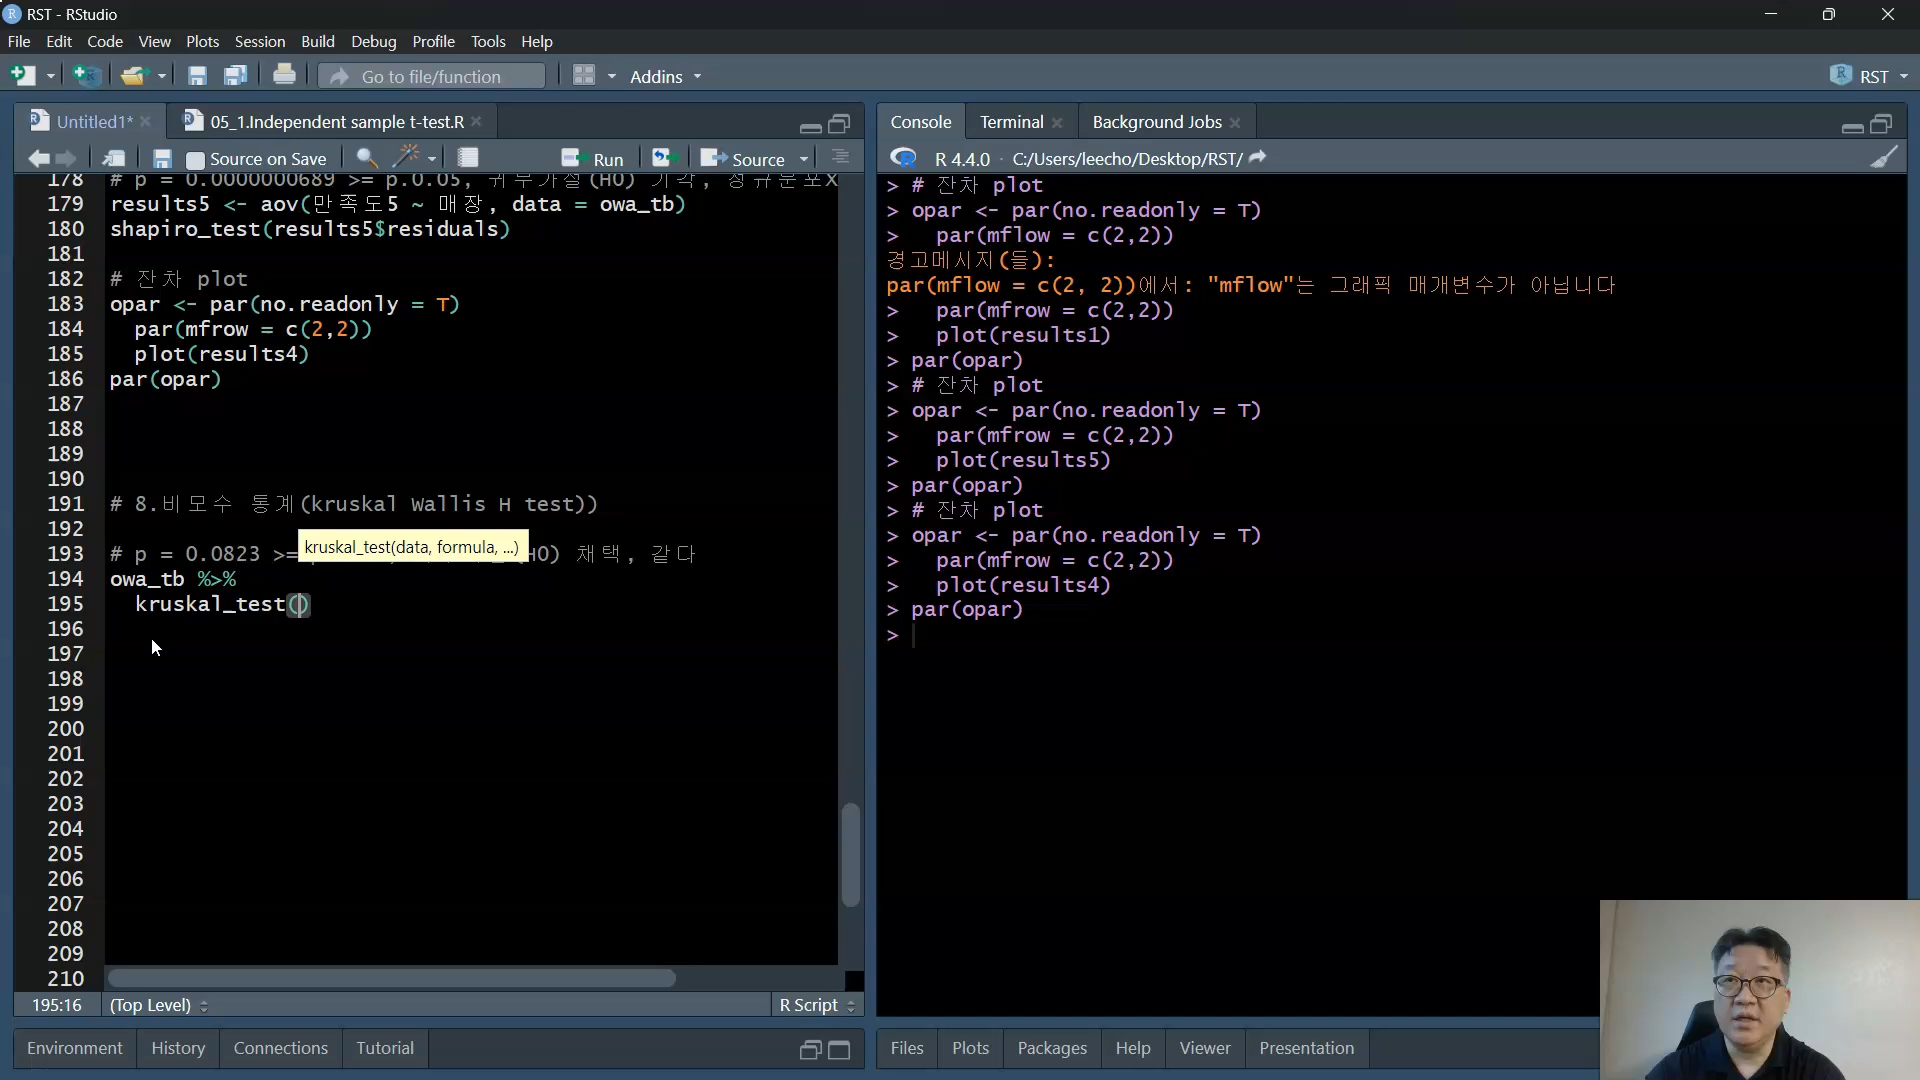 RST - RStudio
File Edit Code View Plots Session Build Debug Profile Tools Help
Go to file/function Addins RST
Untitled1* 05_1.Independent sample t-test.R
Source on Save Run Source
178 # p = 0.0000000689 >= p.0.05, 귀무가설(H0) 기각, 정규분포X
179 results5 <- aov(만족도5 ~ 매장, data = owa_tb)
180 shapiro_test(results5$residuals)
181
182 # 잔차 plot
183 opar <- par(no.readonly = T)
184 par(mfrow = c(2,2))
185 plot(results4)
186 par(opar)
187
188
189
190
191 # 8.비모수 통계(kruskal Wallis H test))
192
kruskal_test(data, formula, ...)
193 # p = 0.0823 >= H0) 채택, 같다
194 owa_tb %>%
195 kruskal_test()
196
197
198
199
200
201
202
203
204
205
206
207
208
209
210
195:16 (Top Level) R Script
Environment History Connections Tutorial
Console Terminal Background Jobs
R 4.4.0 · C:/Users/leecho/Desktop/RST/
> # 잔차 plot
> opar <- par(no.readonly = T)
> par(mflow = c(2,2))
경고메시지(들):
par(mflow = c(2, 2))에서: "mflow"는 그래픽 매개변수가 아닙니다
> par(mfrow = c(2,2))
> plot(results1)
> par(opar)
> # 잔차 plot
> opar <- par(no.readonly = T)
> par(mfrow = c(2,2))
> plot(results5)
> par(opar)
> # 잔차 plot
> opar <- par(no.readonly = T)
> par(mfrow = c(2,2))
> plot(results4)
> par(opar)
>
Files Plots Packages Help Viewer Presentation